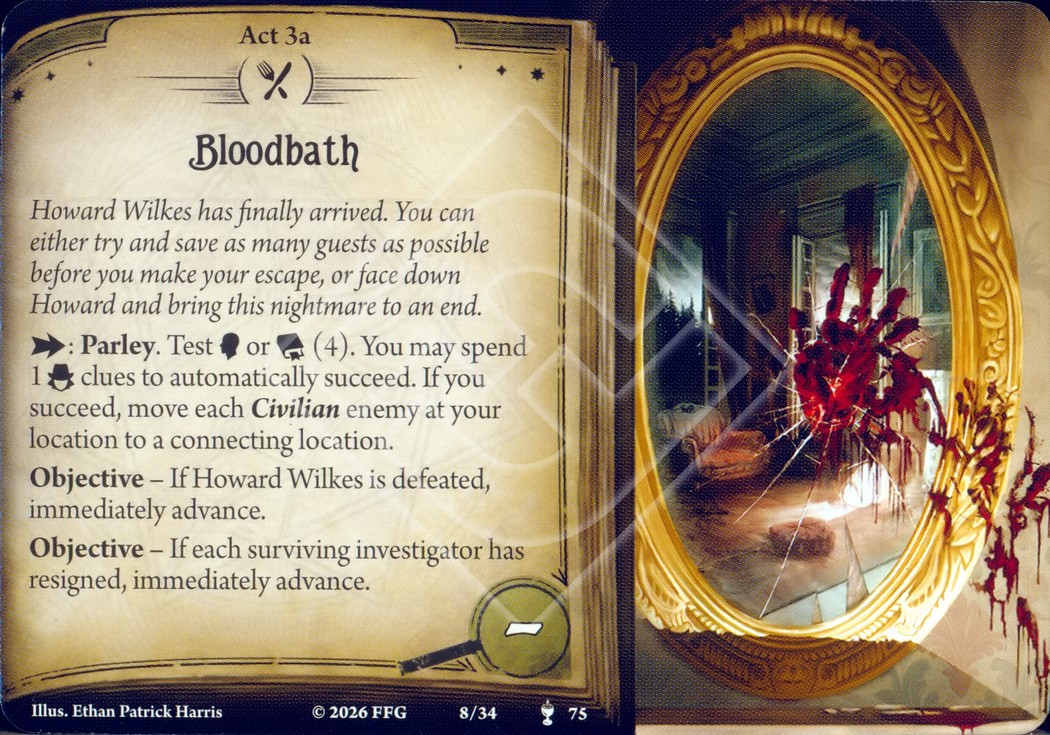 Act 3a
Bloodbath
Howard Wilkes has finally arrived. You can
either try and save as many guests as possible
before you make your escape, or face down
Howard and bring this nightmare to an end.
: Parley. Test or (4). You may spend
1 clues to automatically succeed. If you
succeed, move each Civilian enemy at your
location to a connecting location.
Objective – If Howard Wilkes is defeated,
immediately advance.
Objective – If each surviving investigator has
resigned, immediately advance.
-
Illus. Ethan Patrick Harris © 2026 FFG 8/34 75